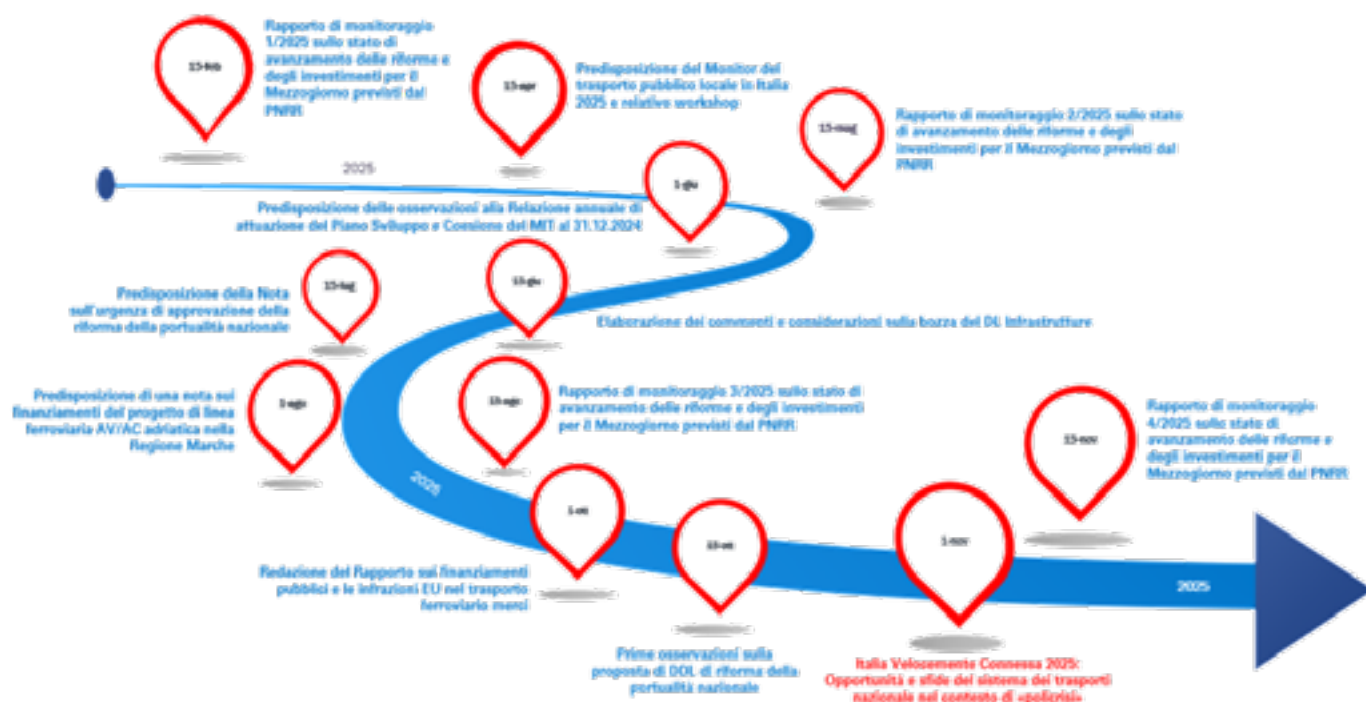 15-feb
Rapporto di monitoraggio
1/2025 sullo stato di
avanzamento delle riforme e
degli investimenti per il
Mezzogiorno previsti dal
PNRR
15-apr
Predisposizione del Monitor del
trasporto pubblico locale in Italia
2025 e relativo workshop
15-mag
Rapporto di monitoraggio 2/2025 sullo stato
di avanzamento delle riforme e degli
investimenti per il Mezzogiorno previsti dal
PNRR
2025
1-giu
Predisposizione delle osservazioni alla Relazione annuale di
attuazione del Piano Sviluppo e Coesione del MIT al 31.12.2024
15-giu
Elaborazione dei commenti e considerazioni sulla bozza del DL Infrastrutture
15-lug
Predisposizione della Nota
sull'urgenza di approvazione della
riforma della portualità nazionale
1-ago
Predisposizione di una nota sui
finanziamenti del progetto di linea
ferroviaria AV/AC adriatica nella
Regione Marche
15-ago
Rapporto di monitoraggio 3/2025 sullo stato di
avanzamento delle riforme e degli investimenti
per il Mezzogiorno previsti dal PNRR
2025
1-ott
Redazione del Rapporto sui finanziamenti
pubblici e le infrazioni EU nel trasporto
ferroviario merci
15-ott
Prime osservazioni sulla
proposta di DDL di riforma della
portualità nazionale
1-nov
Italia Velocemente Connessa 2025:
Opportunità e sfide del sistema dei trasporti
nazionale nel contesto di «policrisi»
15-nov
Rapporto di monitoraggio
4/2025 sullo stato di
avanzamento delle riforme e
degli investimenti per il
Mezzogiorno previsti dal PNRR
2025